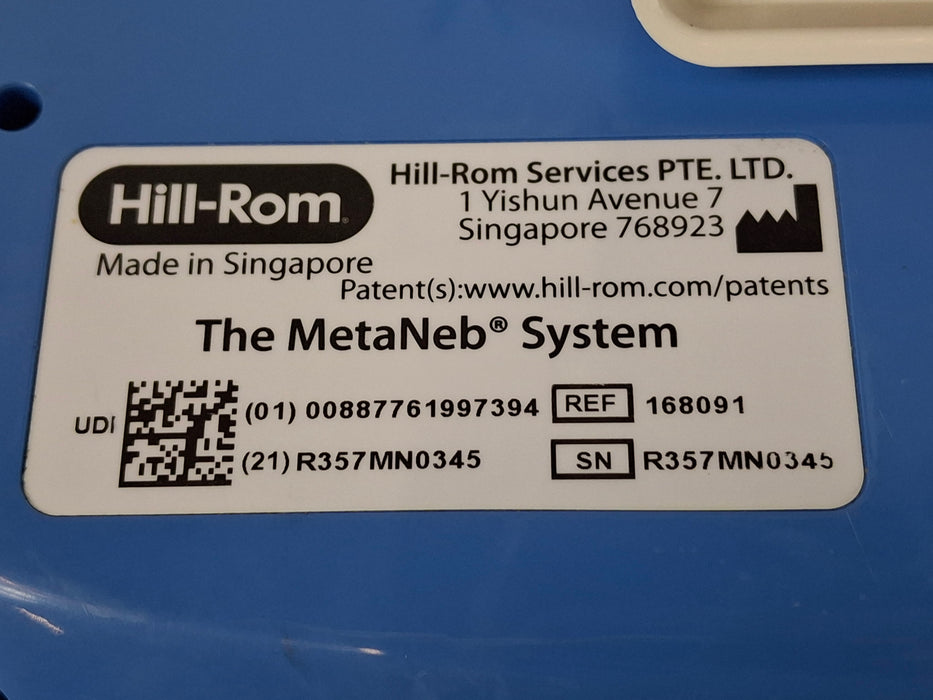 Hill-Rom®
Hill-Rom Services PTE. LTD.
1 Yishun Avenue 7
Singapore 768923
Made in Singapore
Patent(s):www.hill-rom.com/patents
The MetaNeb® System
UDI
(01) 00887761997394
REF 168091
(21) R357MN0345
SN R357MN0345